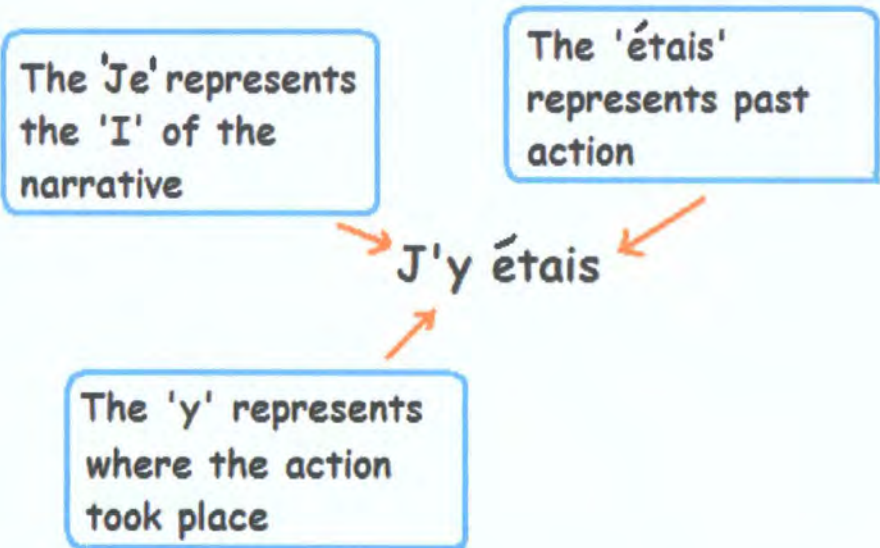 The 'Je' represents
the 'I' of the
narrative
The 'étais'
represents past
action
J'y étais
The 'y' represents
where the action
took place